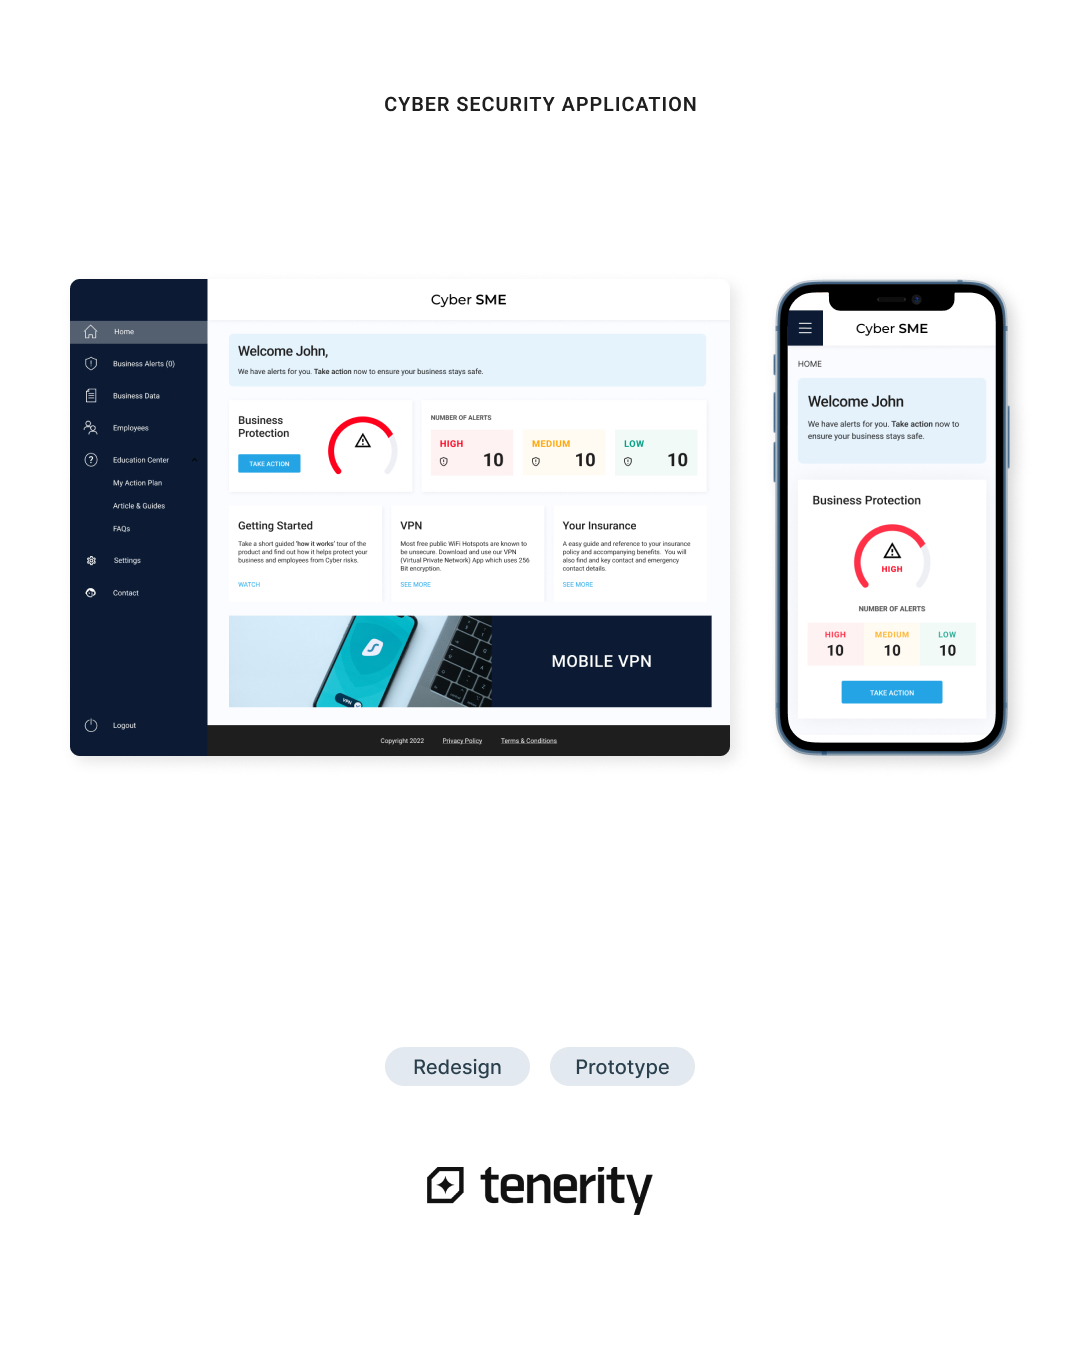 CYBER SECURITY APPLICATION
Cyber SME
Home
Business Alerts (0)
Business Data
Employees
Education Center
My Action Plan
Article & Guides
FAQs
Settings
Contact
Logout
Welcome John,
We have alerts for you. Take action now to ensure your business stays safe.
Business
Protection
TAKE ACTION
NUMBER OF ALERTS
HIGH
10
MEDIUM
10
LOW
10
Getting Started
Take a short guided 'how it works' tour of the
product and find out how it helps protect your
business and employees from Cyber risks.
WATCH
VPN
Most free public WiFi Hotspots are known to
be unsecure. Download and use our VPN
(Virtual Private Network) App which uses 256
Bit encryption.
SEE MORE
Your Insurance
A easy guide and reference to your insurance
policy and accompanying benefits. You will
also find and key contact and emergency
contact details.
SEE MORE
VPN
MOBILE VPN
Copyright 2022 Privacy Policy Terms & Conditions
Cyber SME
HOME
Welcome John
We have alerts for you. Take action now to
ensure your business stays safe.
Business Protection
HIGH
NUMBER OF ALERTS
HIGH MEDIUM LOW
10 10 10
TAKE ACTION
Redesign
Prototype
tenerity